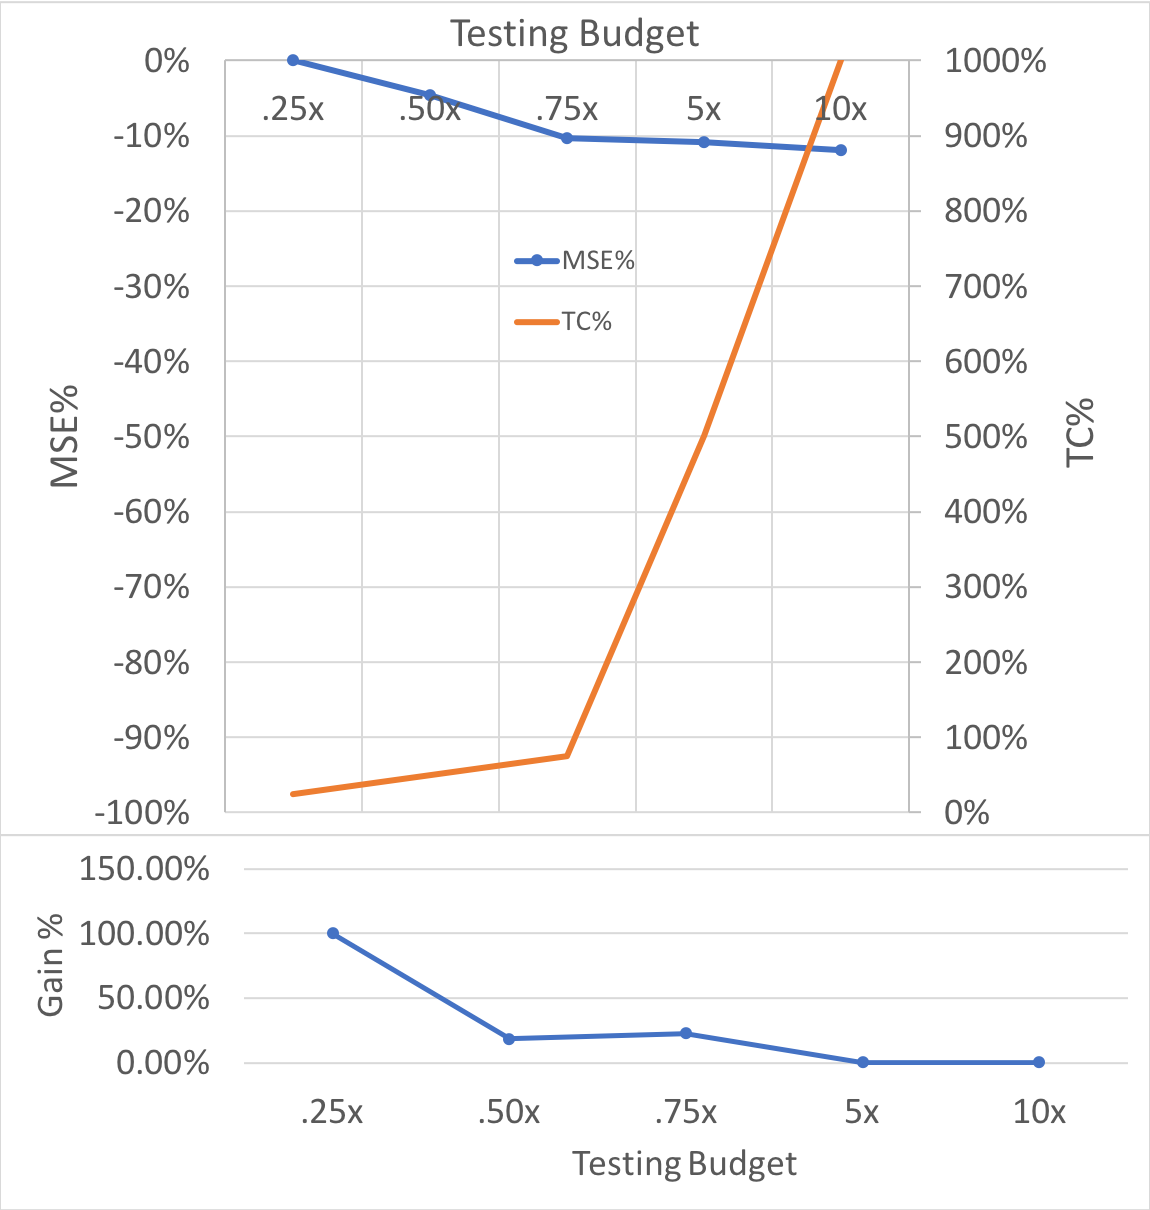 Testing Budget
0%
-10%
-20%
-30%
-40%
-50%
-60%
-70%
-80%
-90%
-100%
MSE%
.25x .50x .75x 5x 10x
MSE%
TC%
1000%
900%
800%
700%
600%
500%
400%
300%
200%
100%
0%
TC%
150.00%
100.00%
50.00%
0.00%
Gain %
.25x .50x .75x 5x 10x
Testing Budget